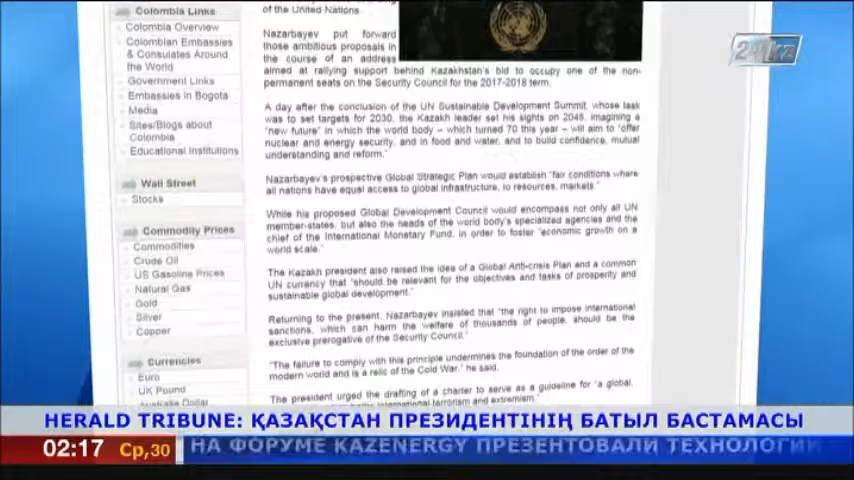 Colombia Links
Colombia Overview
Colombian Embassies
& Consulates Around
the World
Government Links
Embassies in Bogota
Media
Sites/Blogs about
Colombia
Educational Institutions
Wall Street
Stocks
Commodity Prices
Commodities
Crude Oil
US Gasoline Prices
Natural Gas
Gold
Silver
Copper
Currencies
Euro
UK Pound
Australia Dollar
of the United Nations.
Nazarbayev put forward
those ambitious proposals in
the course of an address
aimed at rallying support behind Kazakhstan's bid to occupy one of the non-
permanent seats on the Security Council for the 2017-2018 term.
A day after the conclusion of the UN Sustainable Development Summit, whose task
was to set targets for 2030, the Kazakh leader set his sights on 2045, imagining a
"new future" in which the world body – which turned 70 this year – will aim to "offer
nuclear and energy security, and in food and water, and to build confidence, mutual
understanding and reform."
Nazarbayev's prospective Global Strategic Plan would establish "fair conditions where
all nations have equal access to global infrastructure, to resources, markets."
While his proposed Global Development Council would encompass not only all UN
member-states, but also the heads of the world body's specialized agencies and the
chief of the International Monetary Fund, in order to foster "economic growth on a
world scale."
The Kazakh president also raised the idea of a Global Anti-crisis Plan and a common
UN currency that "should be relevant for the objectives and tasks of prosperity and
sustainable global development."
Returning to the present, Nazarbayev insisted that "the right to impose international
sanctions, which can harm the welfare of thousands of people, should be the
exclusive prerogative of the Security Council."
"The failure to comply with this principle undermines the foundation of the order of the
modern world and is a relic of the Cold War," he said.
The president urged the drafting of a charter to serve as a guideline for "a global,
international terrorism and extremism."
24.kz
HERALD TRIBUNE: ҚАЗАҚСТАН ПРЕЗИДЕНТІНІҢ БАТЫЛ БАСТАМАСЫ
02:17 Ср,30 НА ФОРУМЕ KAZENERGY ПРЕЗЕНТОВАЛИ ТЕХНОЛОГИИ